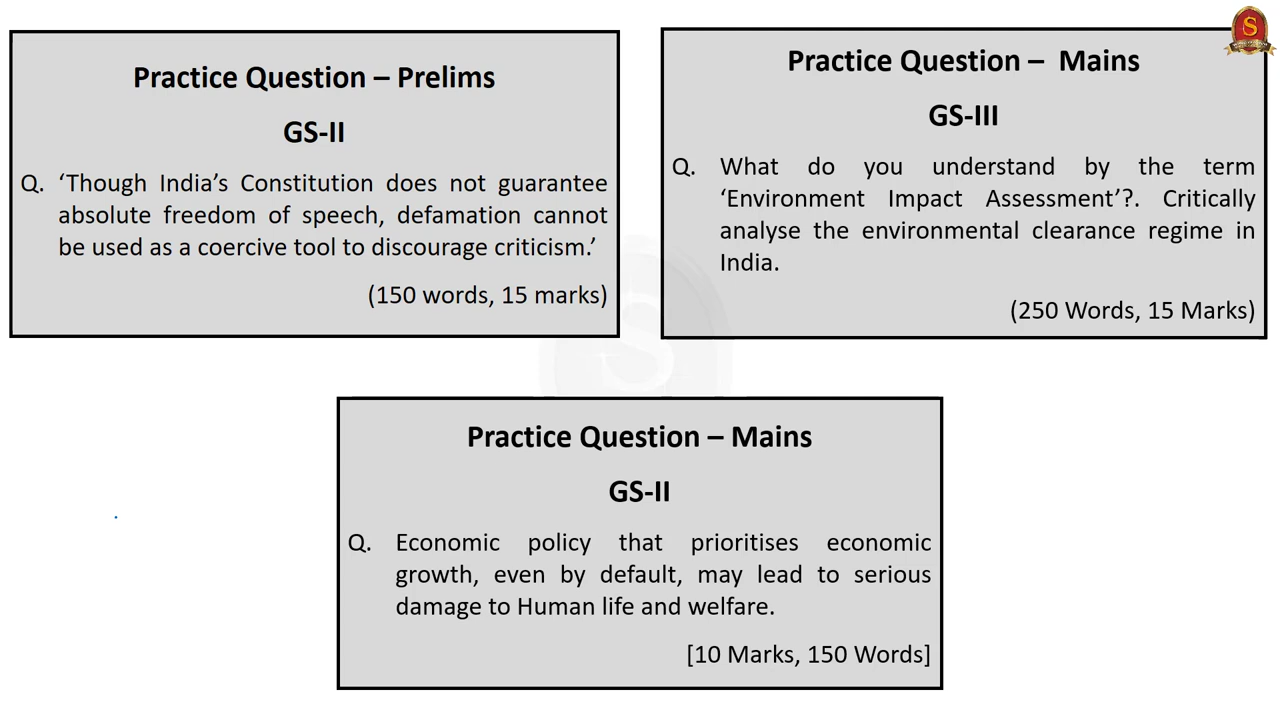 Practice Question – Prelims
GS-II
Q. ‘Though India’s Constitution does not guarantee
absolute freedom of speech, defamation cannot
be used as a coercive tool to discourage criticism.’
(150 words, 15 marks)
Practice Question – Mains
GS-III
Q. What do you understand by the term
‘Environment Impact Assessment’?. Critically
analyse the environmental clearance regime in
India.
(250 Words, 15 Marks)
S
Practice Question – Mains
GS-II
Q. Economic policy that prioritises economic
growth, even by default, may lead to serious
damage to Human life and welfare.
[10 Marks, 150 Words]